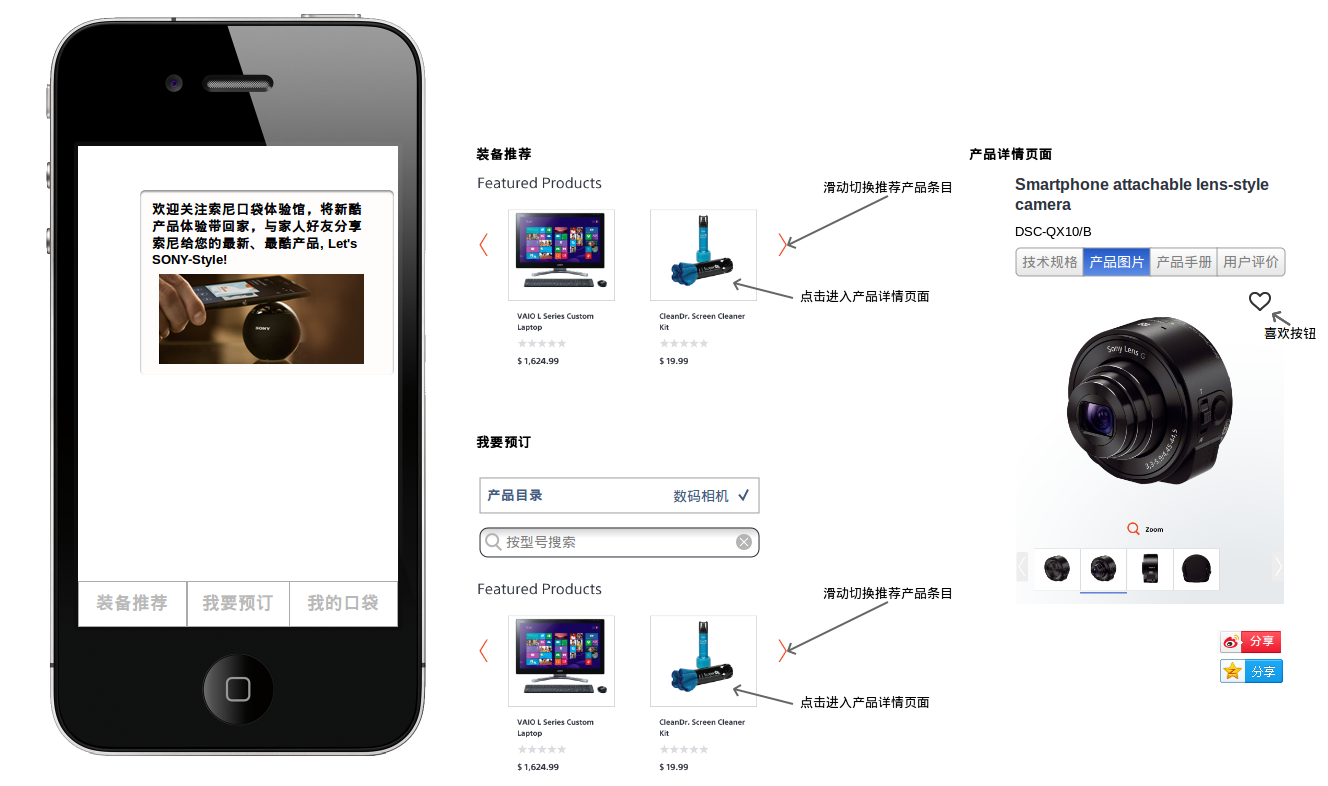 欢迎关注索尼口袋体验馆，将新酷
产品体验带回家，与家人好友分享
索尼给您的最新、最酷产品, Let's
SONY-Style!
SONY
装备推荐
我要预订
我的口袋
装备推荐
Featured Products
滑动切换推荐产品条目
点击进入产品详情页面
VAIO L Series Custom
Laptop
$ 1,624.99
CleanDr. Screen Cleaner
Kit
$ 19.99
我要预订
产品目录
数码相机
按型号搜索
Featured Products
滑动切换推荐产品条目
点击进入产品详情页面
VAIO L Series Custom
Laptop
$ 1,624.99
CleanDr. Screen Cleaner
Kit
$ 19.99
产品详情页面
Smartphone attachable lens-style
camera
DSC-QX10/B
技术规格
产品图片
产品手册
用户评价
喜欢按钮
Sony Lens G
3,3-5,9/4,45-44,5
Zoom
分享
分享